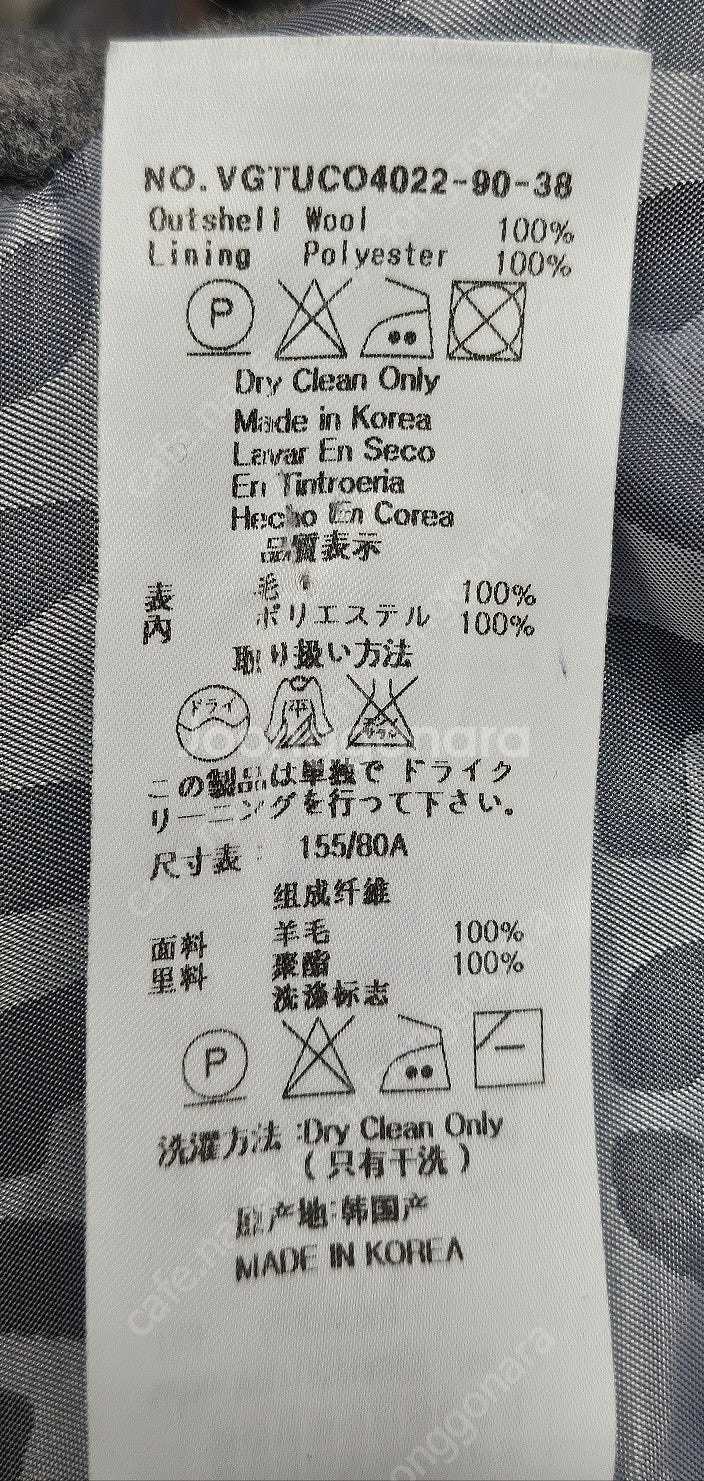 NO. VGTUCO4022-90-38
Outshell Wool 100%
Lining Polyester 100%
P
Dry Clean Only
Made in Korea
Lavar En Seco
En Tintroeria
Hecho En Corea
品質表示
表 毛 100%
内 ポリエステル 100%
取り扱い方法
ドライ 中
この製品は単独で ドライク
リーニングを行って下さい。
尺寸表: 155/80A
组成纤維
面料 羊毛 100%
里料 聚酯 100%
洗涤标志
P
洗濯方法 :Dry Clean Only
(只有干洗)
原产地:韩国产
MADE IN KOREA
joonggonara